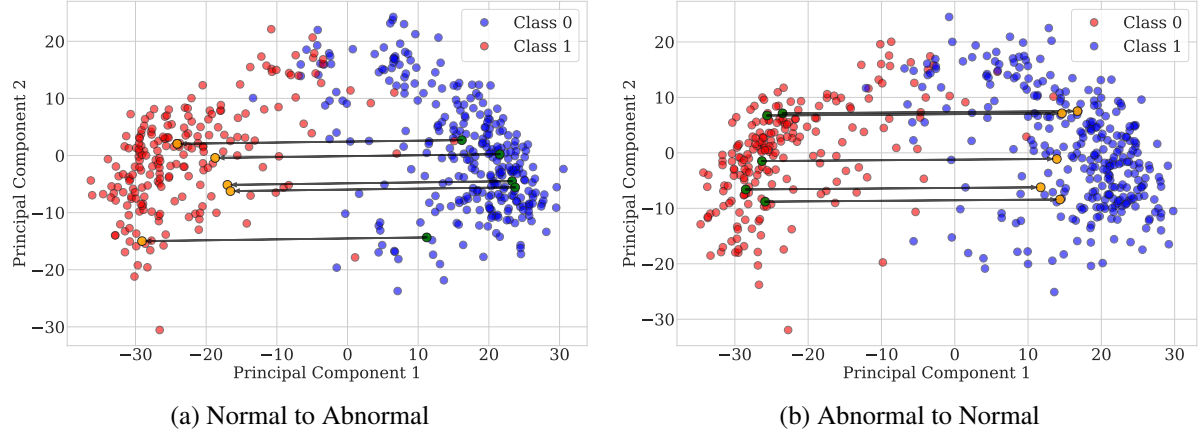 Class 0
Class 1
20
10
0
−10
−20
−30
Principal Component 2
−30
−20
−10
0
10
20
30
Principal Component 1
(a) Normal to Abnormal
Class 0
Class 1
20
10
0
−10
−20
−30
Principal Component 2
−30
−20
−10
0
10
20
30
Principal Component 1
(b) Abnormal to Normal